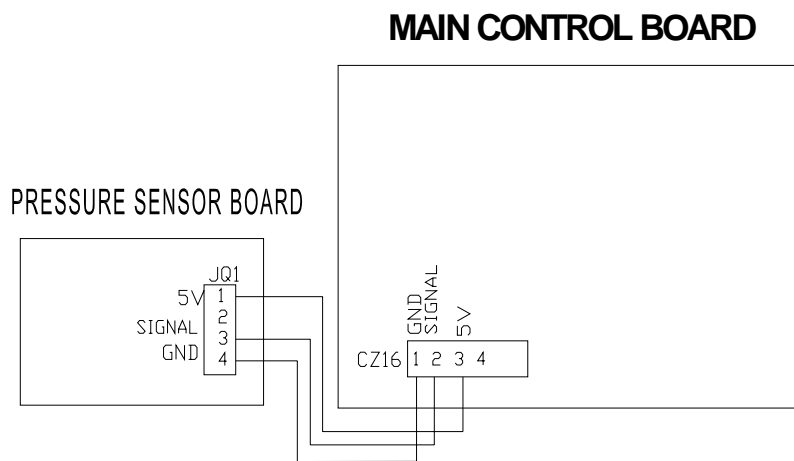 MAIN CONTROL BOARD
PRESSURE SENSOR BOARD
JQ1
5V 1
2
SIGNAL 3
GND 4
GND
SIGNAL
5V
CZ16 1 2 3 4